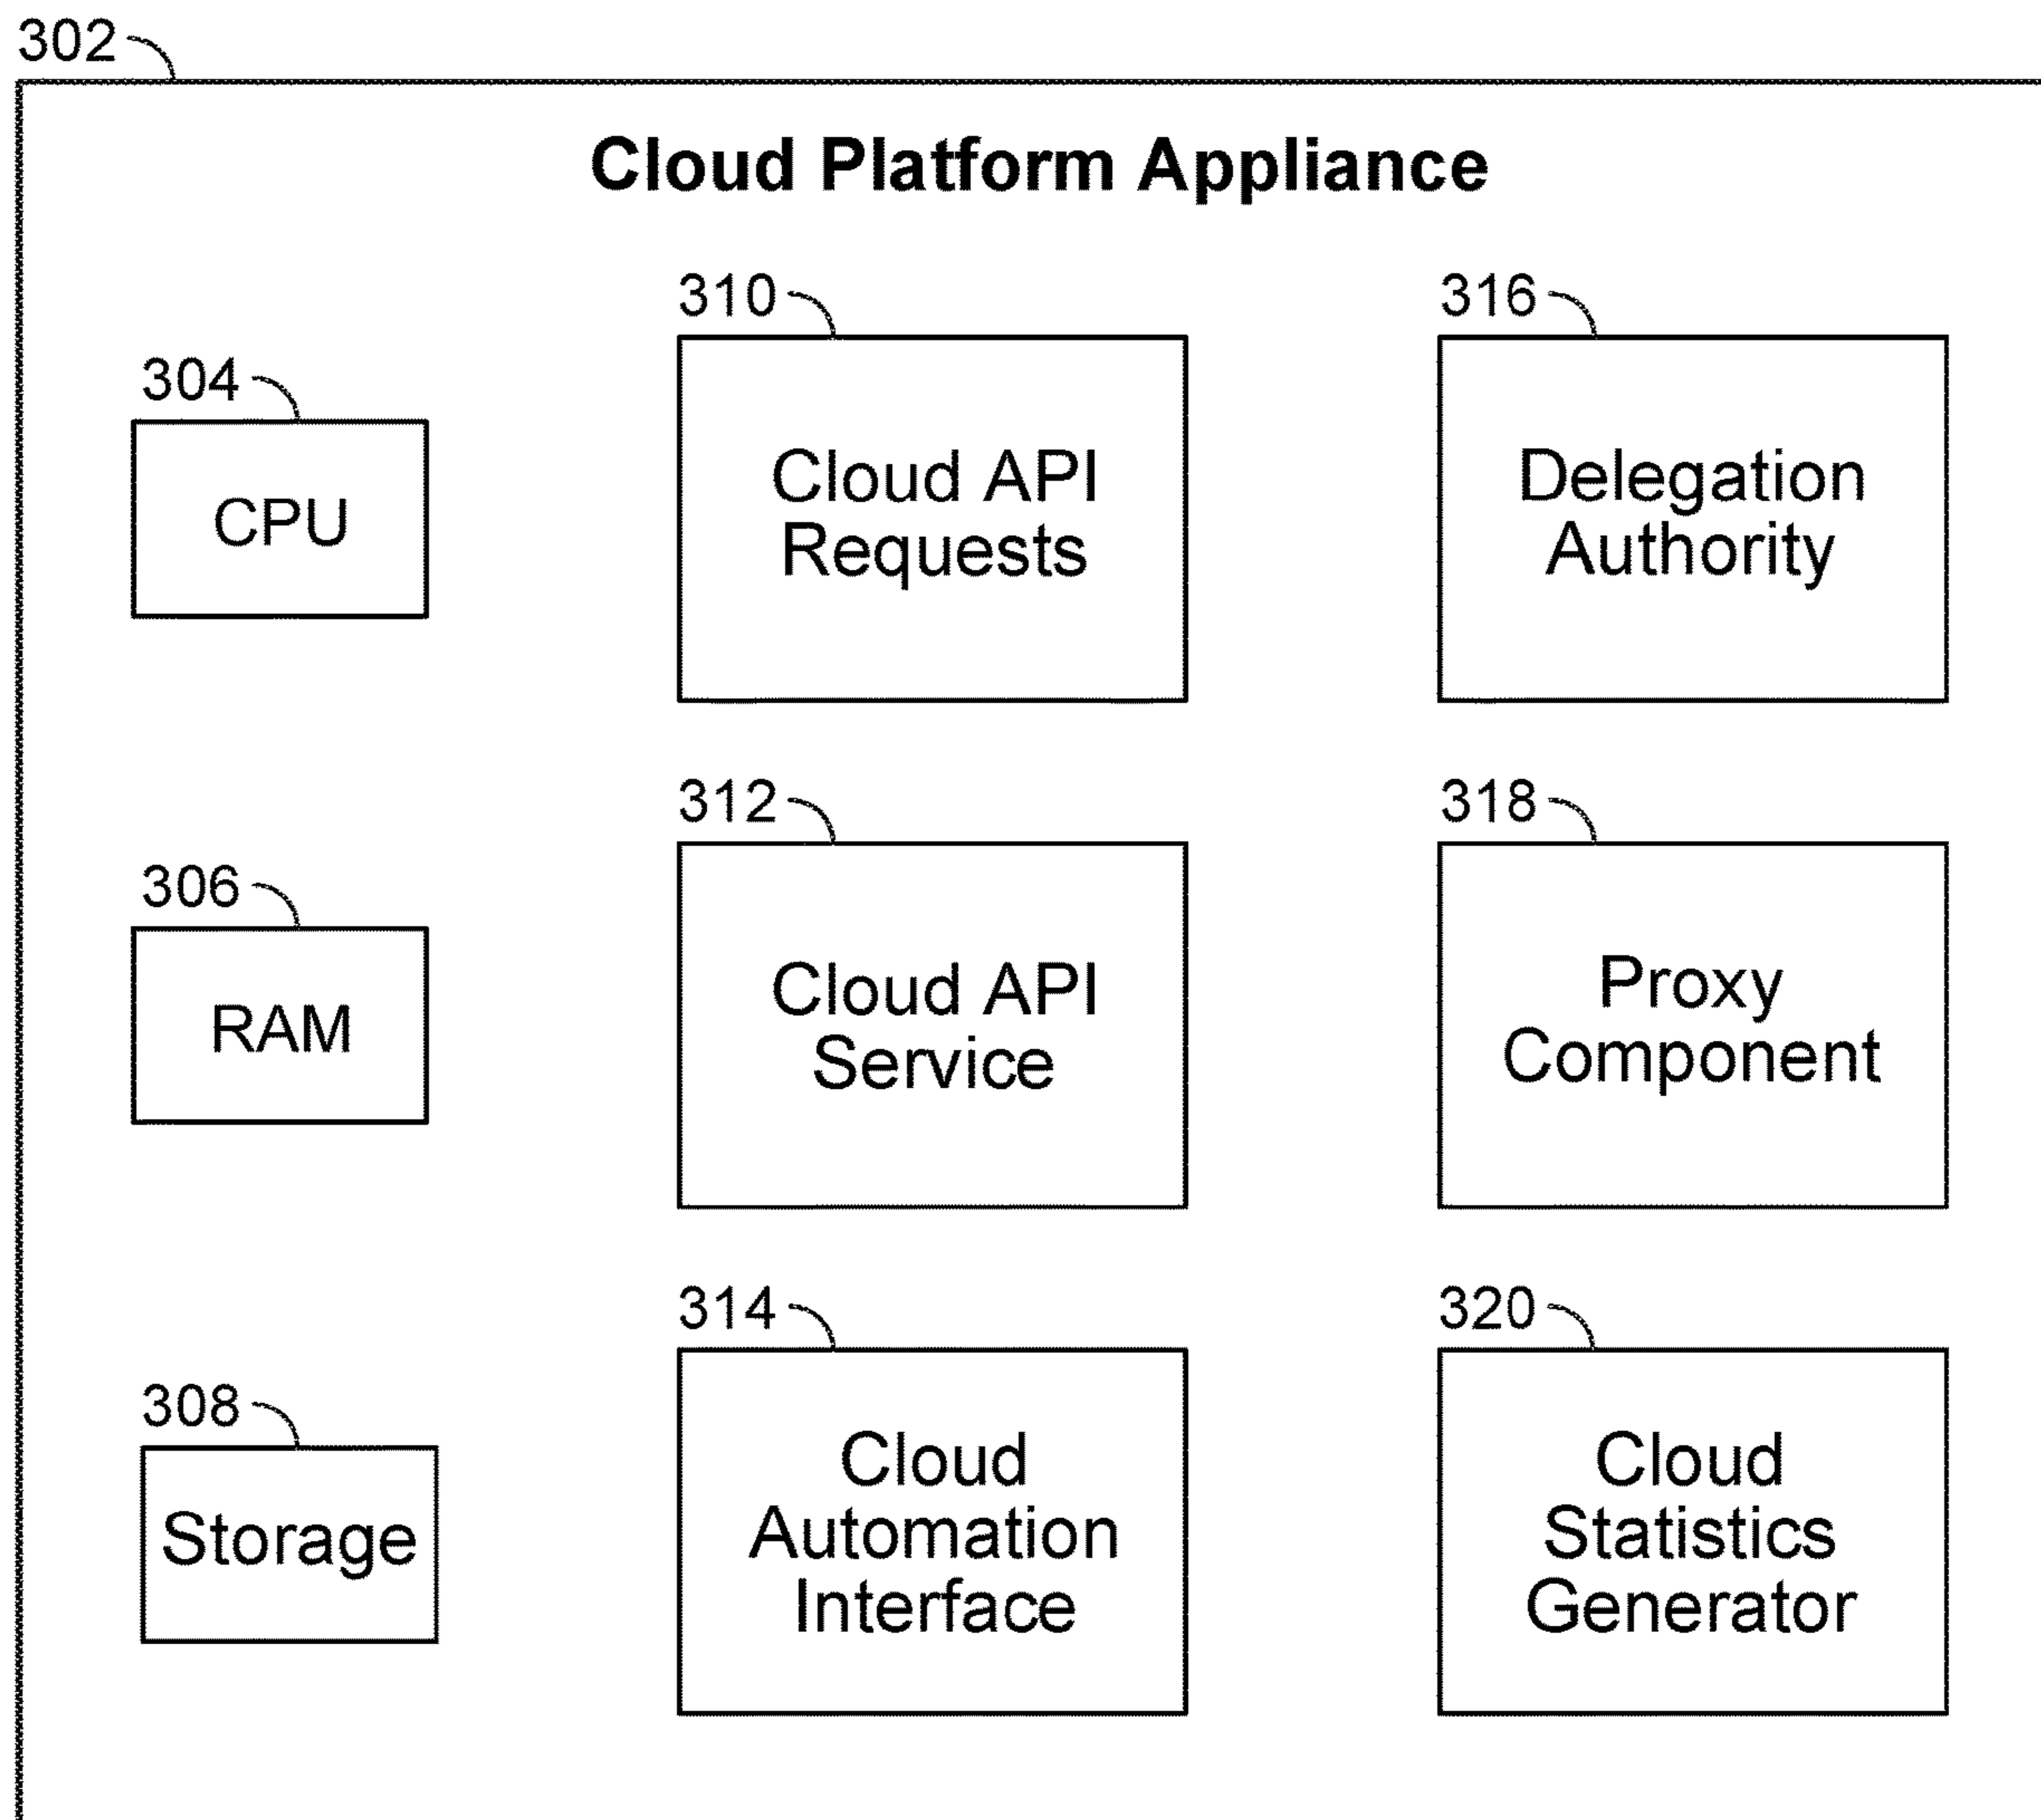 302
Cloud Platform Appliance
304
CPU
306
RAM
308
Storage
310
Cloud API
Requests
312
Cloud API
Service
314
Cloud
Automation
Interface
316
Delegation
Authority
318
Proxy
Component
320
Cloud
Statistics
Generator